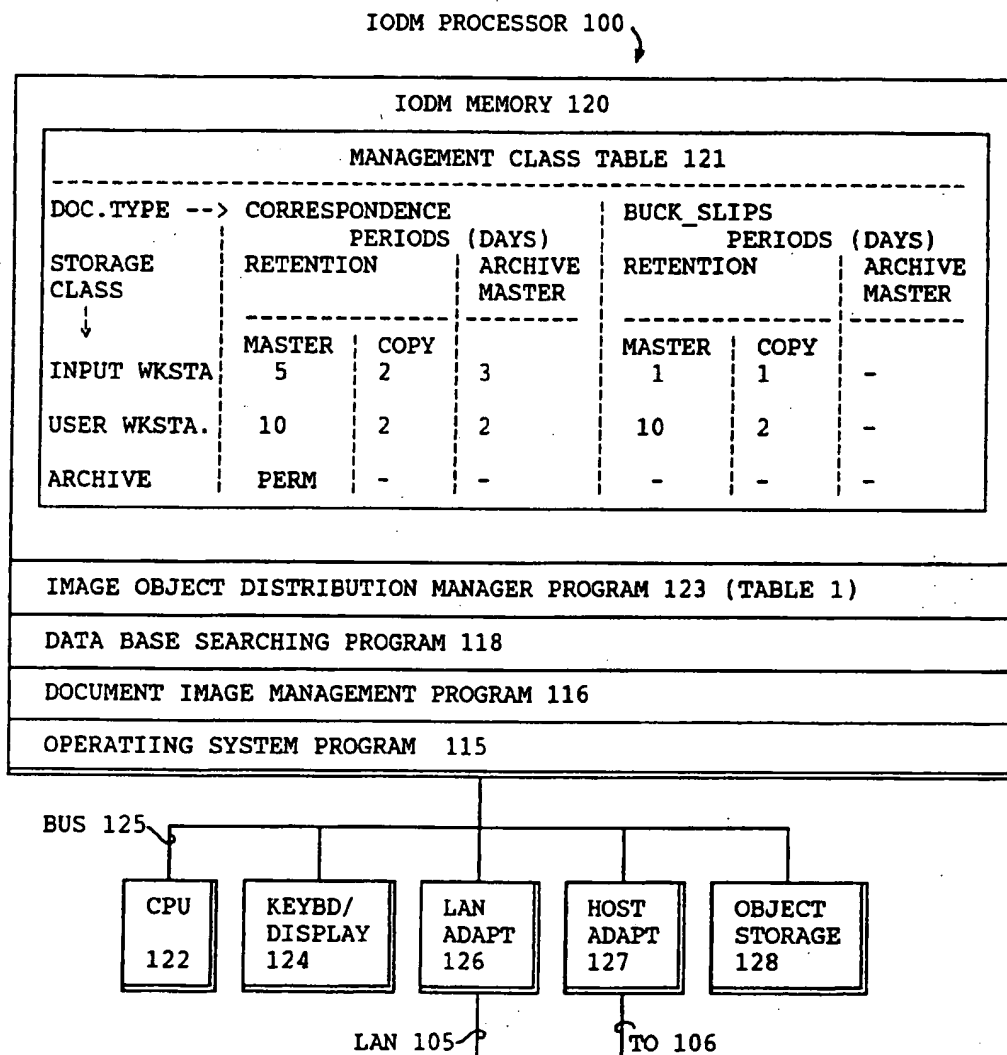 IODM PROCESSOR 100
IODM MEMORY 120
MANAGEMENT CLASS TABLE 121
DOC.TYPE --> CORRESPONDENCE BUCK_SLIPS
PERIODS (DAYS) PERIODS (DAYS)
STORAGE RETENTION ARCHIVE RETENTION ARCHIVE
CLASS MASTER MASTER
MASTER COPY MASTER COPY
INPUT WKSTA 5 2 3 1 1 -
USER WKSTA. 10 2 2 10 2 -
ARCHIVE PERM - - - - -
IMAGE OBJECT DISTRIBUTION MANAGER PROGRAM 123 (TABLE 1)
DATA BASE SEARCHING PROGRAM 118
DOCUMENT IMAGE MANAGEMENT PROGRAM 116
OPERATIING SYSTEM PROGRAM 115
BUS 125
CPU KEYBD/ LAN HOST OBJECT
DISPLAY ADAPT ADAPT STORAGE
122 124 126 127 128
LAN 105 TO 106